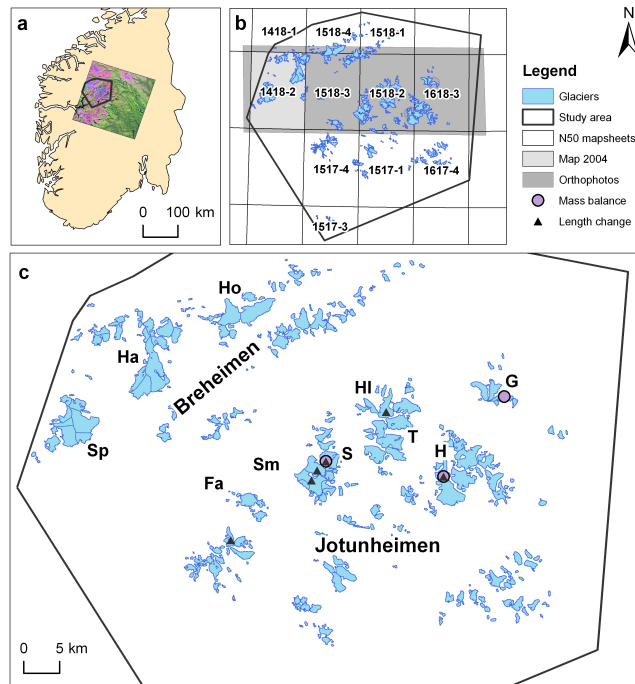 a
0 100 km
b
1418-1 1518-4 1518-1
1418-2 1518-3 1518-2 1618-3
1517-4 1517-1 1617-4
1517-3
N
Legend
Glaciers
Study area
N50 mapsheets
Map 2004
Orthophotos
Mass balance
Length change
c
Ho
Ha
Breheimen
Sp
Hl
G
T
H
S
Sm
Fa
Jotunheimen
0 5 km